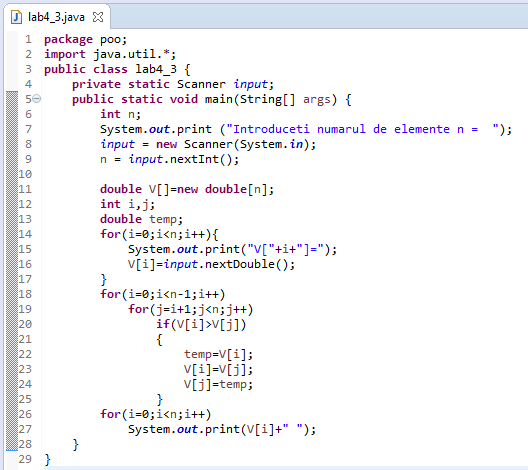 lab4_3.java
1 package poo;
2 import java.util.*;
3 public class lab4_3 {
4     private static Scanner input;
5     public static void main(String[] args) {
6         int n;
7         System.out.print ("Introduceti numarul de elemente n =  ");
8         input = new Scanner(System.in);
9         n = input.nextInt();
10
11         double V[]=new double[n];
12         int i,j;
13         double temp;
14         for(i=0;i<n;i++){
15             System.out.print("V["+i+"]=");
16             V[i]=input.nextDouble();
17         }
18         for(i=0;i<n-1;i++)
19             for(j=i+1;j<n;j++)
20                 if(V[i]>V[j])
21                 {
22                     temp=V[i];
23                     V[i]=V[j];
24                     V[j]=temp;
25                 }
26         for(i=0;i<n;i++)
27             System.out.print(V[i]+" ");
28     }
29 }